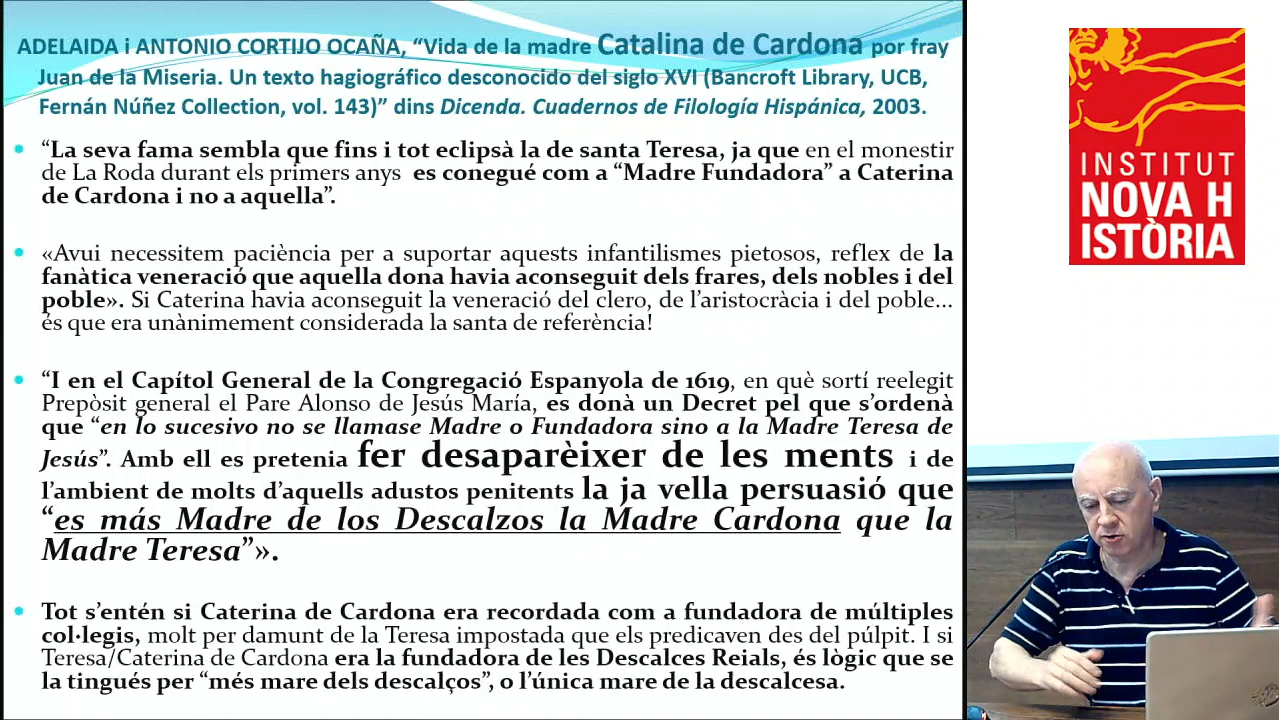 ADELAIDA i ANTONIO CORTIJO OCAÑA, “Vida de la madre Catalina de Cardona por fray
Juan de la Miseria. Un texto hagiográfico desconocido del siglo XVI (Bancroft Library, UCB,
Fernán Núñez Collection, vol. 143)” dins Dicenda. Cuadernos de Filología Hispánica, 2003.
• “La seva fama sembla que fins i tot eclipsà la de santa Teresa, ja que en el monestir
de La Roda durant els primers anys es conegué com a “Madre Fundadora” a Caterina
de Cardona i no a aquella”.
• «Avui necessitem paciència per a suportar aquests infantilismes pietosos, reflex de la
fanàtica veneració que aquella dona havia aconseguit dels frares, dels nobles i del
poble». Si Caterina havia aconseguit la veneració del clero, de l’aristocràcia i del poble...
és que era unànimement considerada la santa de referència!
• “I en el Capítol General de la Congregació Espanyola de 1619, en què sortí reelegit
Prepòsit general el Pare Alonso de Jesús María, es donà un Decret pel que s’ordenà
que “en lo sucesivo no se llamase Madre o Fundadora sino a la Madre Teresa de
Jesús”. Amb ell es pretenia fer desaparèixer de les ments i de
l’ambient de molts d’aquells adustos penitents la ja vella persuasió que
“es más Madre de los Descalzos la Madre Cardona que la
Madre Teresa”».
• Tot s’entén si Caterina de Cardona era recordada com a fundadora de múltiples
col·legis, molt per damunt de la Teresa impostada que els predicaven des del púlpit. I si
Teresa/Caterina de Cardona era la fundadora de les Descalces Reials, és lògic que se
la tingués per “més mare dels descalços”, o l’única mare de la descalcesa.
INSTITUT
NOVA H
ISTÒRIA